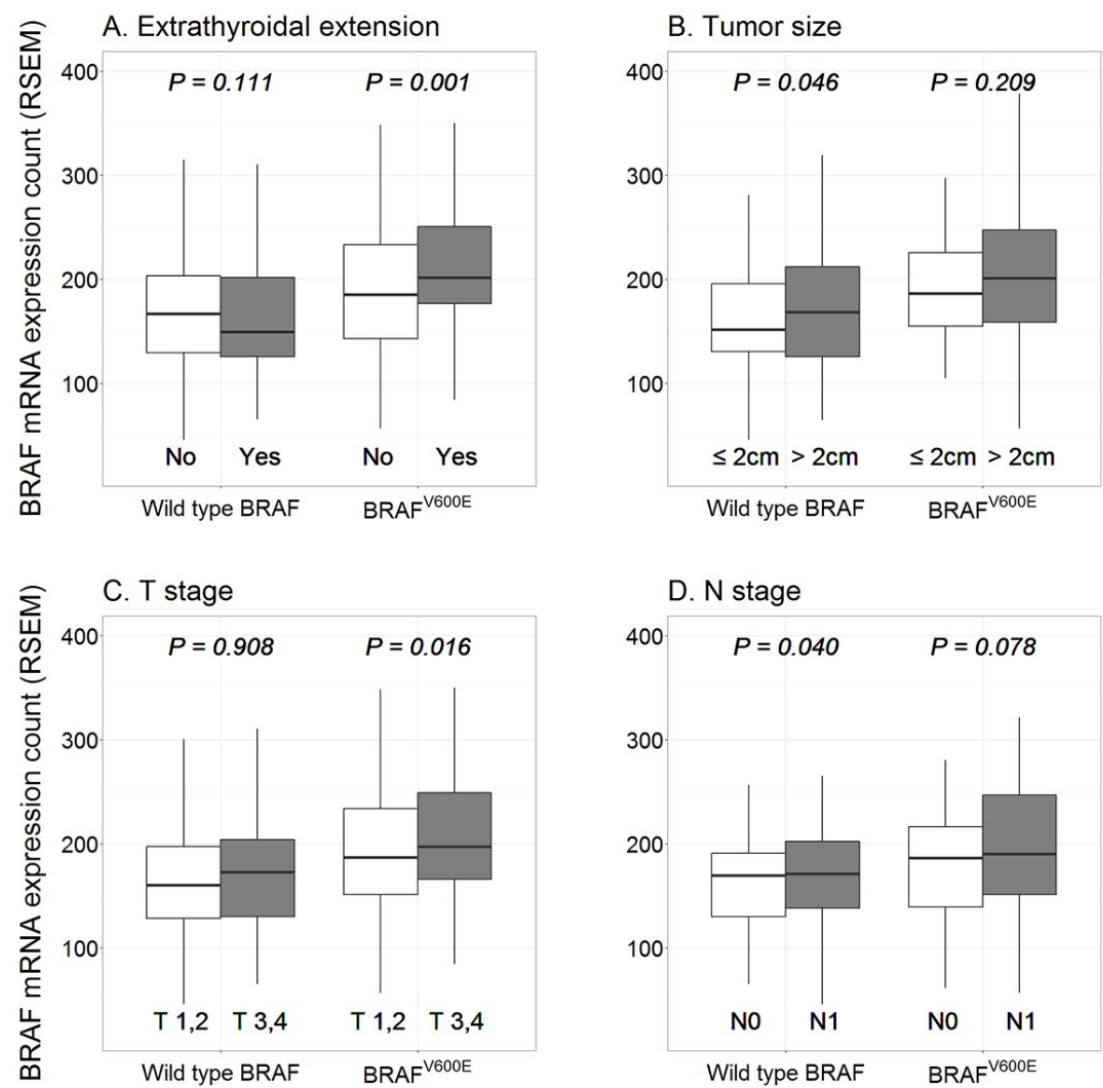 A. Extrathyroidal extension
BRAF mRNA expression count (RSEM)
400
300
200
100
P = 0.111 P = 0.001
No Yes No Yes
Wild type BRAF BRAF^V600E
B. Tumor size
400
300
200
100
P = 0.046 P = 0.209
≤ 2cm > 2cm ≤ 2cm > 2cm
Wild type BRAF BRAF^V600E
C. T stage
BRAF mRNA expression count (RSEM)
400
300
200
100
P = 0.908 P = 0.016
T 1,2 T 3,4 T 1,2 T 3,4
Wild type BRAF BRAF^V600E
D. N stage
400
300
200
100
P = 0.040 P = 0.078
N0 N1 N0 N1
Wild type BRAF BRAF^V600E